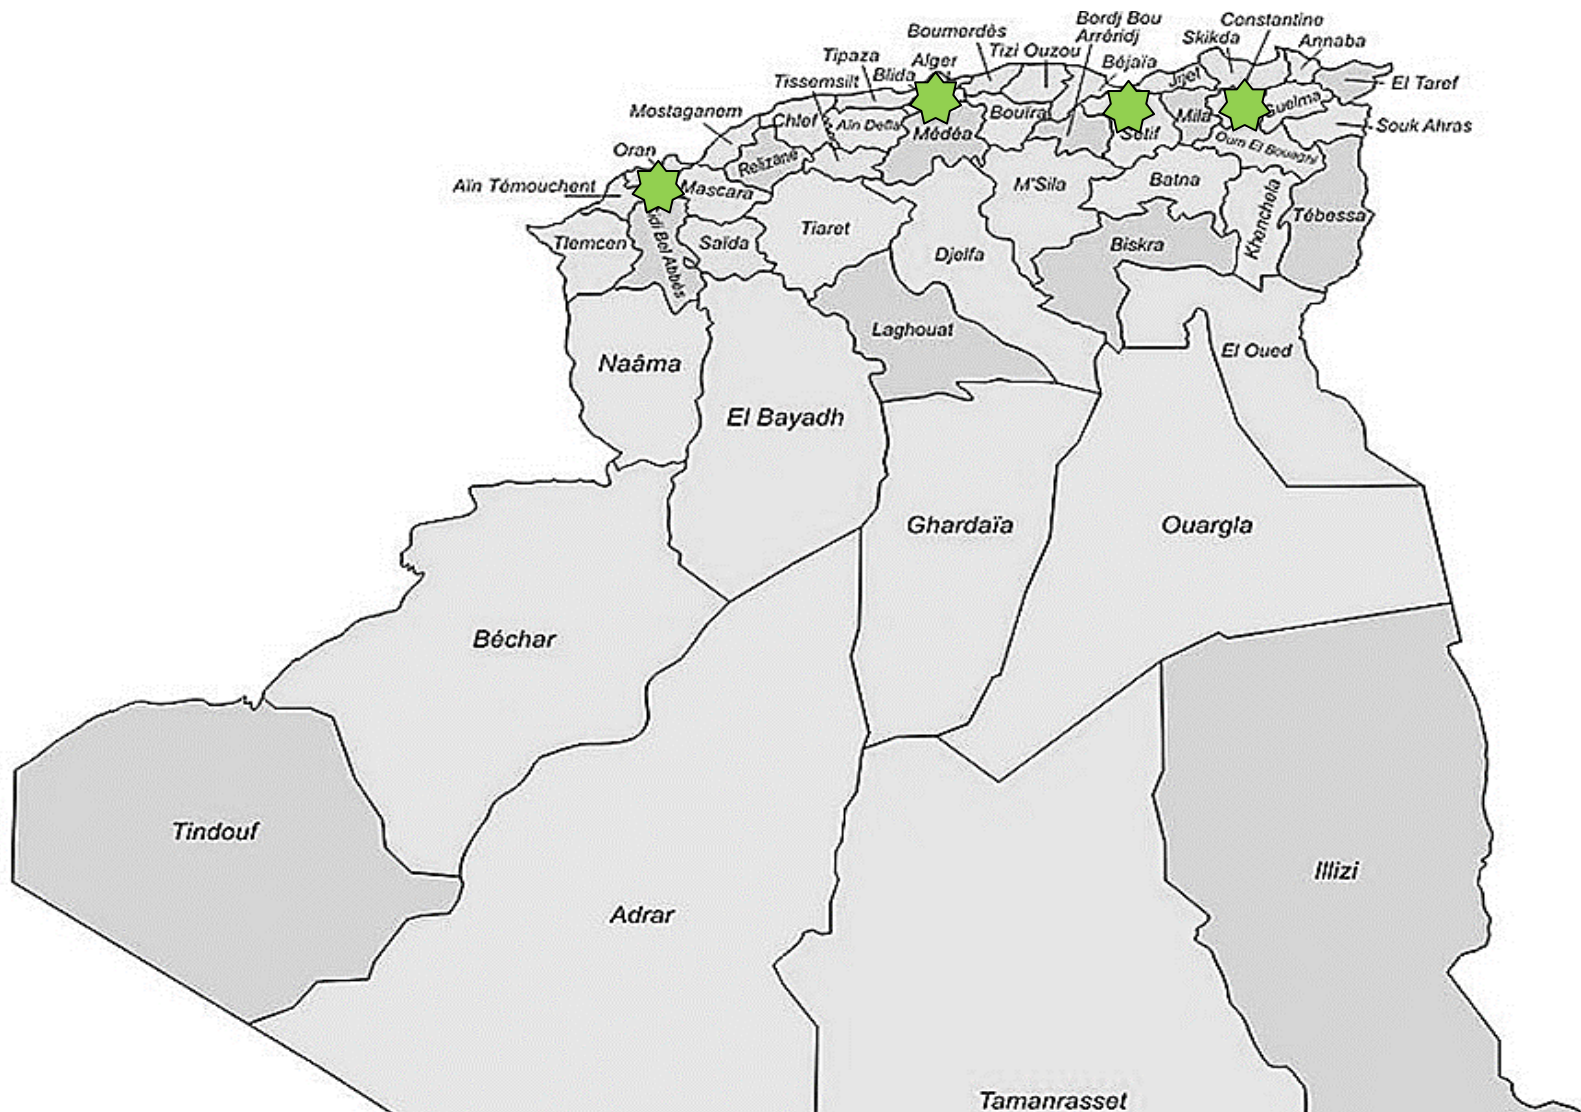 Bordj Bou
Arréridj
Constantine
Skikda
Annaba
Boumerdès
Tizi Ouzou
Tipaza
Alger
Béjaïa
Jijel
El Taref
Tissemsilt
Blida
Mostaganem
Chlef
Aïn Defla
Médéa
Bouira
Sétif
Mila
Guelma
Souk Ahras
Oum El Bouaghi
Oran
Relizane
Aïn Témouchent
Mascara
M'Sila
Batna
Khenchela
Tébessa
Tlemcen
Sidi Bel Abbès
Saïda
Tiaret
Djelfa
Biskra
Laghouat
El Oued
Naâma
El Bayadh
Ghardaïa
Ouargla
Béchar
Tindouf
Adrar
Illizi
Tamanrasset